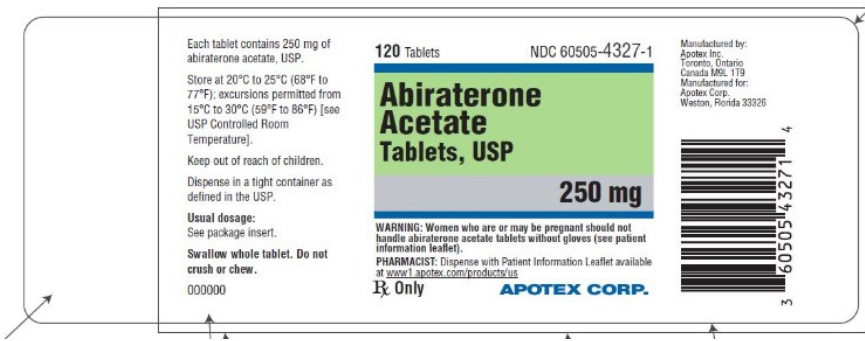 Each tablet contains 250 mg of
abiraterone acetate, USP.
Store at 20°C to 25°C (68°F to
77°F); excursions permitted from
15°C to 30°C (59°F to 86°F) [see
USP Controlled Room
Temperature].
Keep out of reach of children.
Dispense in a tight container as
defined in the USP.
Usual dosage:
See package insert.
Swallow whole tablet. Do not
crush or chew.
000000
120 Tablets NDC 60505-4327-1
Abiraterone
Acetate
Tablets, USP
250 mg
WARNING: Women who are or may be pregnant should not
handle abiraterone acetate tablets without gloves (see patient
information leaflet).
PHARMACIST: Dispense with Patient Information Leaflet available
at www1.apotex.com/products/us
Rx Only APOTEX CORP.
Manufactured by:
Apotex Inc.
Toronto, Ontario
Canada M9L 1T9
Manufactured for:
Apotex Corp.
Weston, Florida 33326
3 60505 43271 4